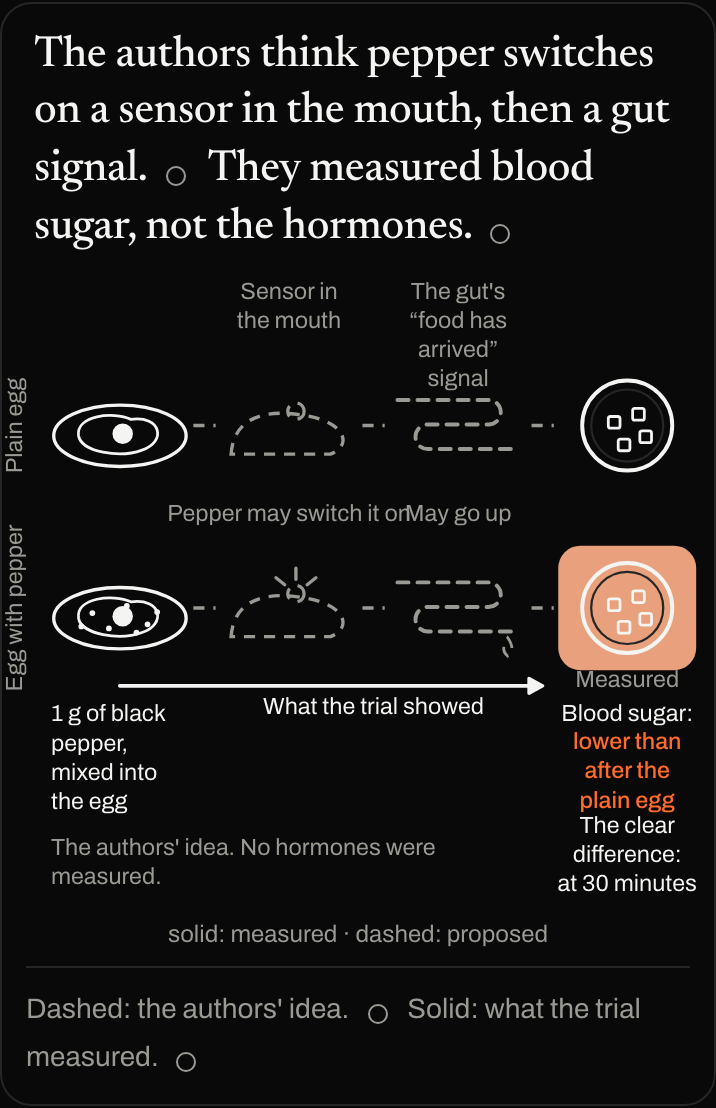 The authors think pepper switches
on a sensor in the mouth, then a gut
signal. They measured blood
sugar, not the hormones.
Sensor in
the mouth
The gut's
“food has
arrived”
signal
Plain egg
Pepper may switch it on
May go up
Egg with pepper
Measured
What the trial showed
1 g of black
pepper,
mixed into
the egg
Blood sugar:
lower than
after the
plain egg
The clear
difference:
at 30 minutes
The authors' idea. No hormones were
measured.
solid: measured · dashed: proposed
Dashed: the authors' idea. Solid: what the trial
measured.